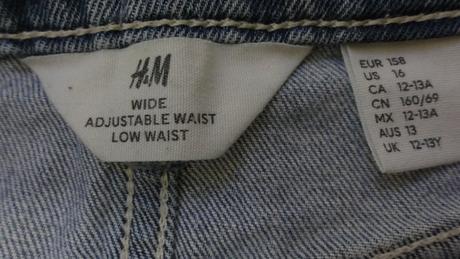 H&M
WIDE
ADJUSTABLE WAIST
LOW WAIST
EUR 158
US 16
CA 12-13A
CN 160/69
MX 12-13A
AUS 13
UK 12-13Y